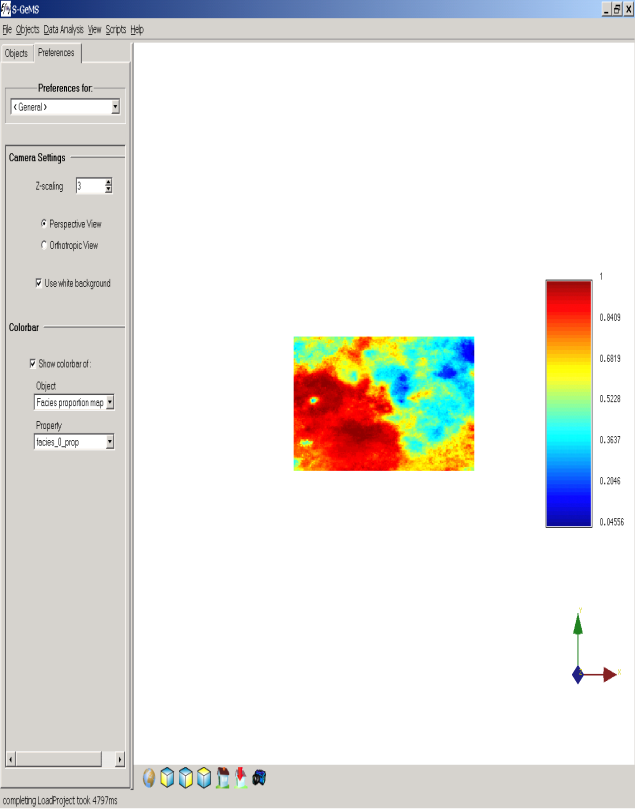 S-GeMS
File Objects Data Analysis View Scripts Help
Objects Preferences
Preferences for:
<General>
Camera Settings
Z-scaling 3
Perspective View
Orthotropic View
Use white background
Colorbar
Show colorbar of:
Object
Facies proportion map
Property
facies_0_prop
1
0.8409
0.6819
0.5228
0.3637
0.2046
0.04556
Y
X
completing LoadProject took 4797ms